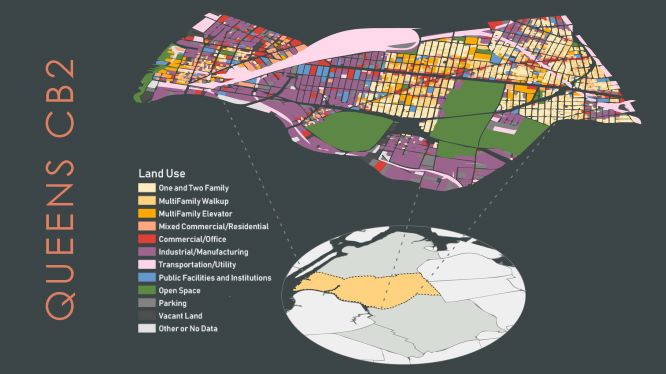 QUEENS CB2
Land Use
One and Two Family
MultiFamily Walkup
MultiFamily Elevator
Mixed Commercial/Residential
Commercial/Office
Industrial/Manufacturing
Transportation/Utility
Public Facilities and Institutions
Open Space
Parking
Vacant Land
Other or No Data